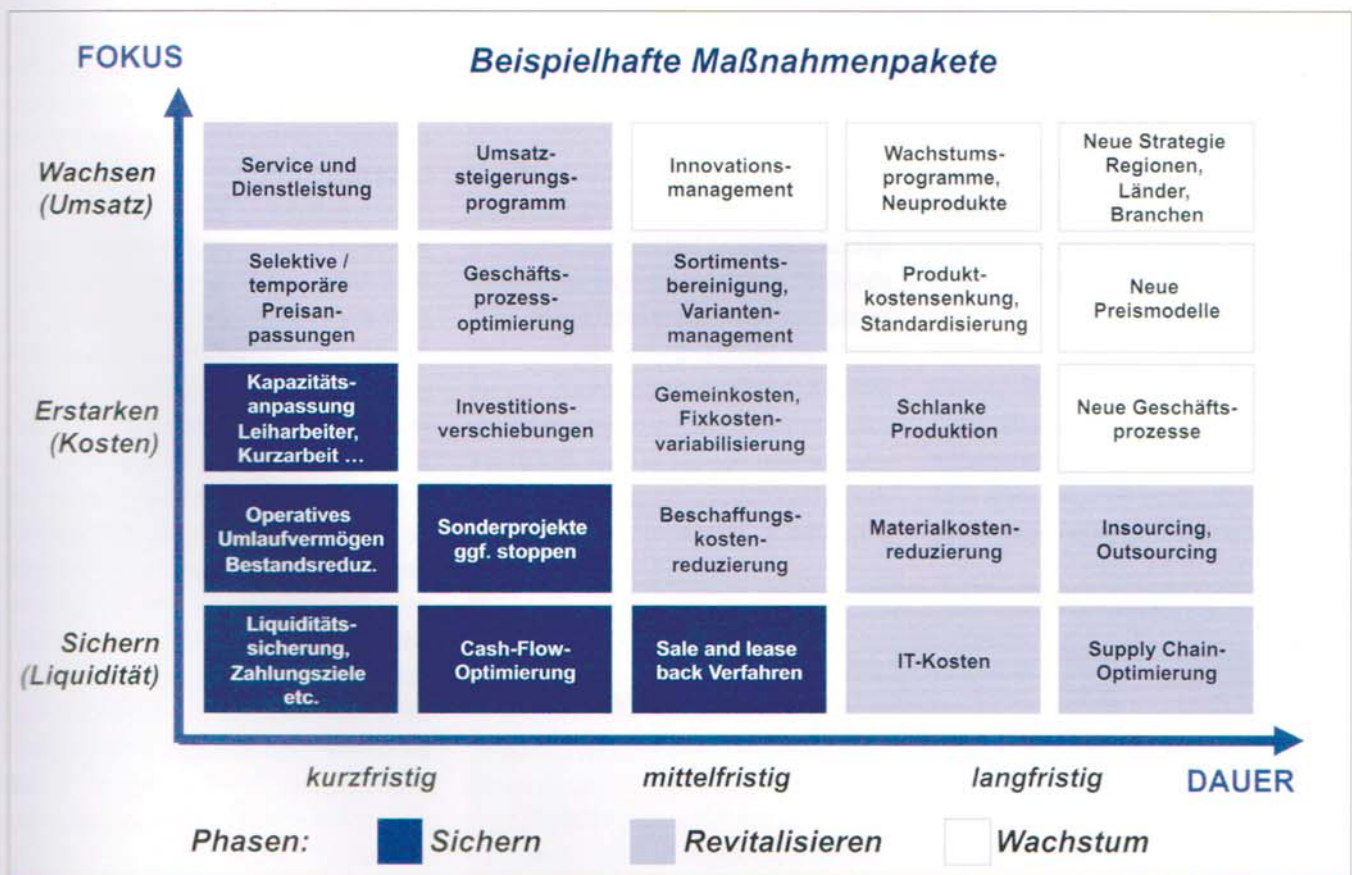 FOKUS
Beispielhafte Maßnahmenpakete
Wachsen
(Umsatz)
Service und
Dienstleistung
Umsatz-
steigerungs-
programm
Innovations-
management
Wachstums-
programme,
Neuprodukte
Neue Strategie
Regionen,
Länder,
Branchen
Selektive /
temporäre
Preisan-
passungen
Geschäfts-
prozess-
optimierung
Sortiments-
bereinigung,
Varianten-
management
Produkt-
kostensenkung,
Standardisierung
Neue
Preismodelle
Erstarken
(Kosten)
Kapazitäts-
anpassung
Leiharbeiter,
Kurzarbeit ...
Investitions-
verschiebungen
Gemeinkosten,
Fixkosten-
variabilisierung
Schlanke
Produktion
Neue Geschäfts-
prozesse
Operatives
Umlaufvermögen
Bestandsreduz.
Sonderprojekte
ggf. stoppen
Beschaffungs-
kosten-
reduzierung
Materialkosten-
reduzierung
Insourcing,
Outsourcing
Sichern
(Liquidität)
Liquiditäts-
sicherung,
Zahlungsziele
etc.
Cash-Flow-
Optimierung
Sale and lease
back Verfahren
IT-Kosten
Supply Chain-
Optimierung
kurzfristig
mittelfristig
langfristig
DAUER
Phasen:
Sichern
Revitalisieren
Wachstum